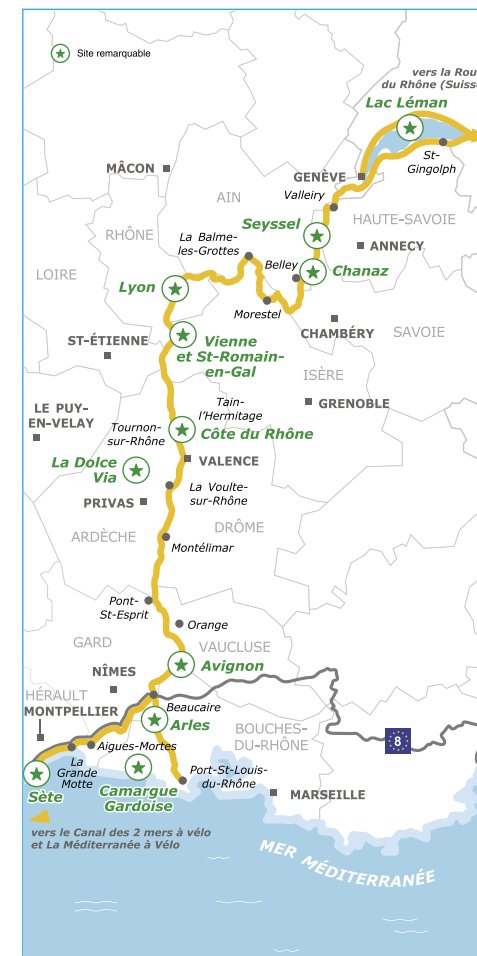 Site remarquable
vers la Rou
du Rhône (Suiss
Lac Léman
St-
Gingolph
MÂCON
GENÈVE
Valleiry
AIN
HAUTE-SAVOIE
RHÔNE
Seyssel
La Balme-
les-Grottes
ANNECY
LOIRE
Belley
Chanaz
Lyon
Morestel
CHAMBÉRY
SAVOIE
ST-ÉTIENNE
Vienne
et St-Romain-
en-Gal
ISÈRE
GRENOBLE
LE PUY-
EN-VELAY
Tain-
l'Hermitage
Tournon-
sur-Rhône
Côte du Rhône
La Dolce
Via
VALENCE
La Voulte-
sur-Rhône
PRIVAS
DRÔME
ARDÈCHE
Montélimar
Pont-
St-Esprit
Orange
GARD
VAUCLUSE
Avignon
NÎMES
HÉRAULT
MONTPELLIER
Beaucaire
Arles
BOUCHES-
DU-RHÔNE
8
Aigues-Mortes
La
Grande
Motte
Port-St-Louis-
du-Rhône
Sète
Camargue
Gardoise
MARSEILLE
vers le Canal des 2 mers à vélo
et La Méditerranée à Vélo
MER MÉDITERRANÉE